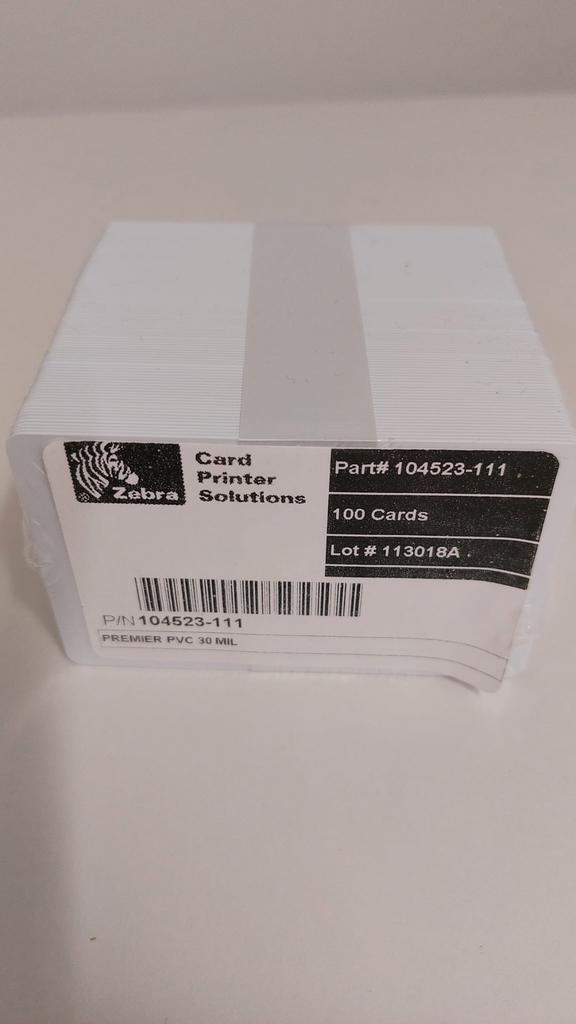 Zebra
Card
Printer
Solutions
Part# 104523-111
100 Cards
Lot # 113018A
P/N 104523-111
PREMIER PVC 30 MIL